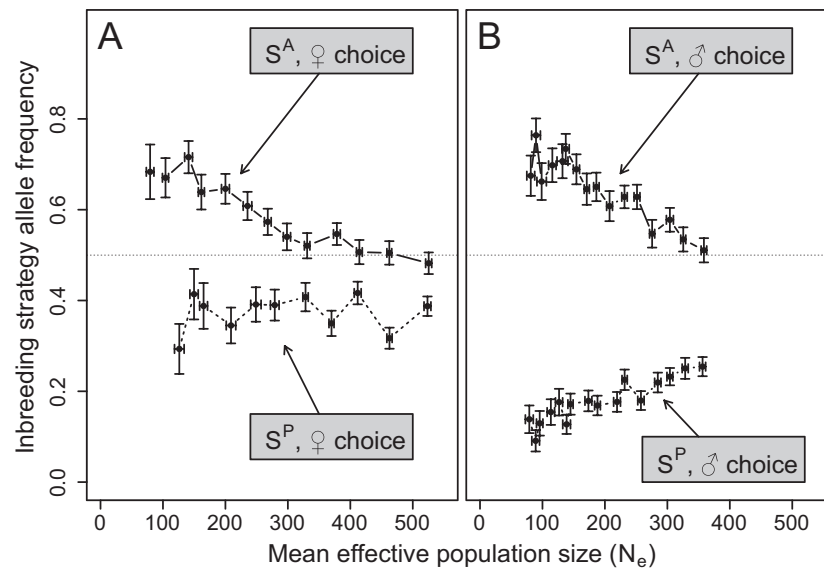 A
S^A, ♀ choice
S^P, ♀ choice
B
S^A, ♂ choice
S^P, ♂ choice
Inbreeding strategy allele frequency
0.8
0.6
0.4
0.2
0.0
0 100 200 300 400 500
0 100 200 300 400 500
Mean effective population size (N_e)